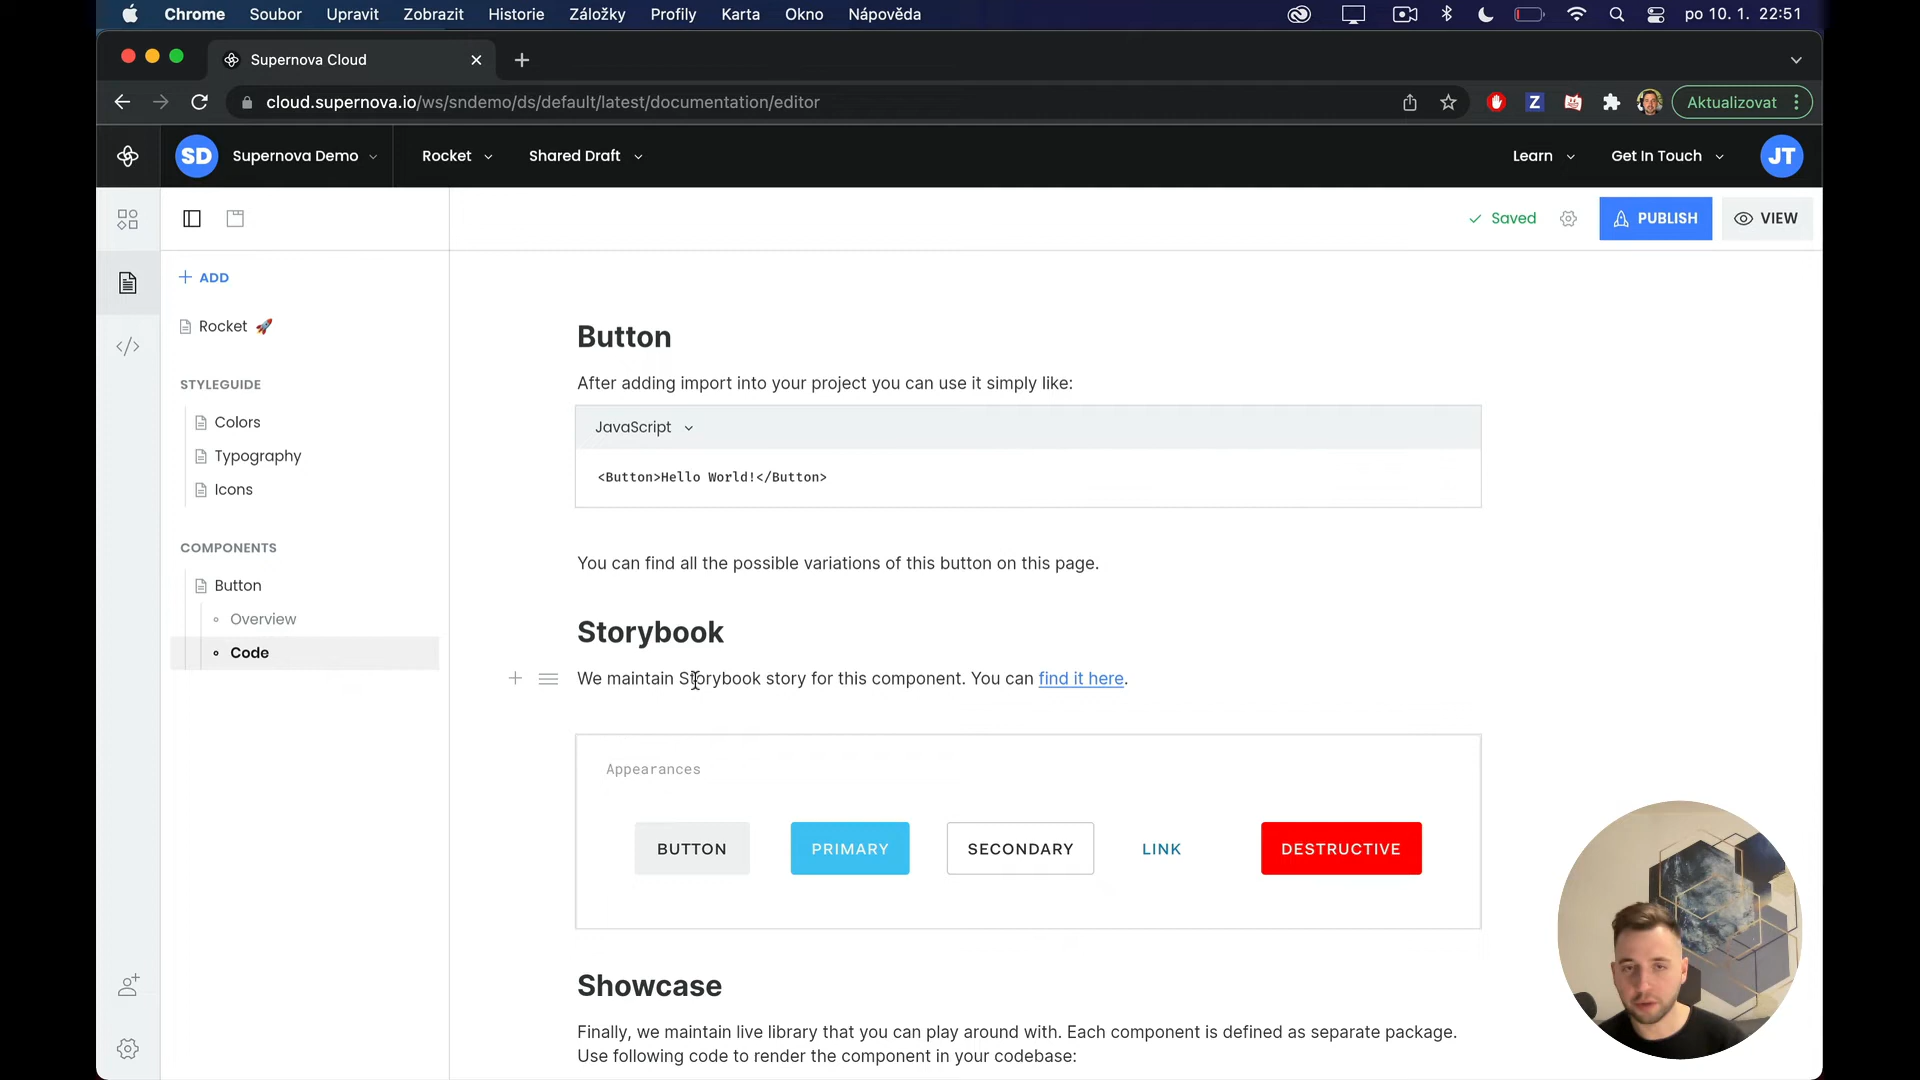 Chrome Soubor Upravit Zobrazit Historie Záložky Profily Karta Okno Nápověda po 10. 1. 22:51
Supernova Cloud
cloud.supernova.io/ws/sndemo/ds/default/latest/documentation/editor Z Aktualizovat
SD Supernova Demo Rocket Shared Draft Learn Get In Touch JT
Saved PUBLISH VIEW
ADD
Rocket 🚀
STYLEGUIDE
Colors
Typography
Icons
COMPONENTS
Button
Overview
Code
Button
After adding import into your project you can use it simply like:
JavaScript
<Button>Hello World!</Button>
You can find all the possible variations of this button on this page.
Storybook
We maintain Storybook story for this component. You can find it here.
Appearances
BUTTON PRIMARY SECONDARY LINK DESTRUCTIVE
Showcase
Finally, we maintain live library that you can play around with. Each component is defined as separate package.
Use following code to render the component in your codebase: